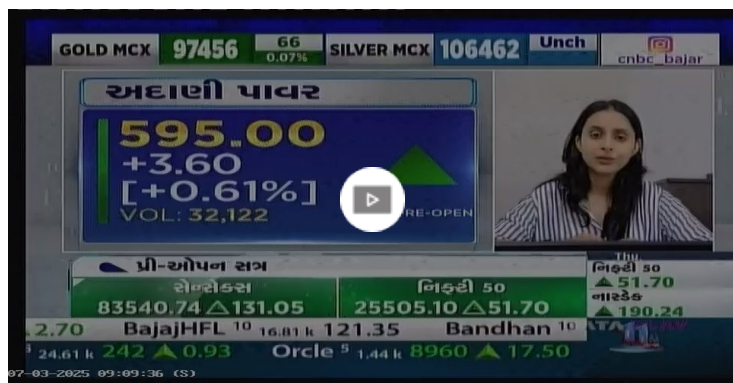 GOLD MCX 97456 66 0.07% SILVER MCX 106462 Unch
cnbc_bajar
અદાણી પાવર
595.00
+3.60
[+0.61%]
VOL: 32,122
RE-OPEN
પ્રી-ઓપન સત્ર
સેન્સેક્સ
83540.74 △ 131.05
નિફ્ટી 50
25505.10 △ 51.70
Thu
નિફ્ટી 50
▲ 51.70
નાસ્ડેક
▲ 190.24
2.70 BajajHFL 10 16.81 k 121.35 Bandhan 10
5 24.61 k 242 ▲ 0.93 Orcle 5 1.44 k 8960 ▲ 17.50
07-03-2025 09:09:36 (S)